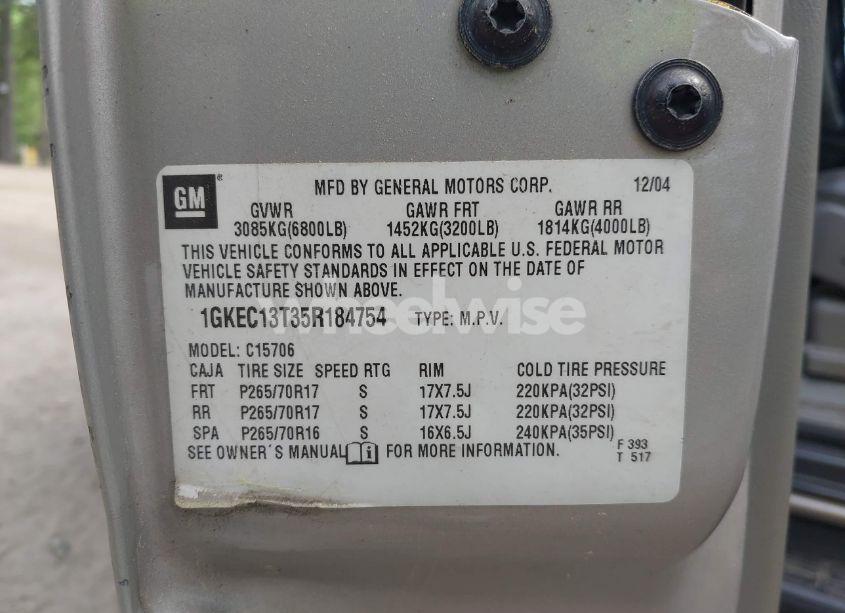 GM ® MFD BY GENERAL MOTORS CORP. 12/04
GVWR GAWR FRT GAWR RR
3085KG(6800LB) 1452KG(3200LB) 1814KG(4000LB)
THIS VEHICLE CONFORMS TO ALL APPLICABLE U.S. FEDERAL MOTOR
VEHICLE SAFETY STANDARDS IN EFFECT ON THE DATE OF
MANUFACTURE SHOWN ABOVE.
wheelwise
1GKEC13T35R184754 TYPE: M.P.V.
MODEL: C15706
CAJA TIRE SIZE SPEED RTG RIM COLD TIRE PRESSURE
FRT P265/70R17 S 17X7.5J 220KPA(32PSI)
RR P265/70R17 S 17X7.5J 220KPA(32PSI)
SPA P265/70R16 S 16X6.5J 240KPA(35PSI)
SEE OWNER´S MANUAL i FOR MORE INFORMATION. F 393
T 517